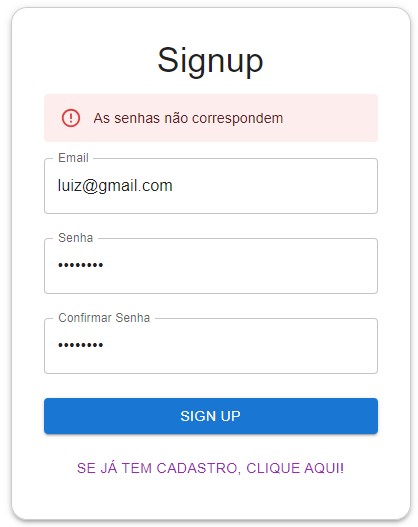 Signup
As senhas não correspondem
Email
luiz@gmail.com
Senha
••••••••
Confirmar Senha
••••••••
SIGN UP
SE JÁ TEM CADASTRO, CLIQUE AQUI!